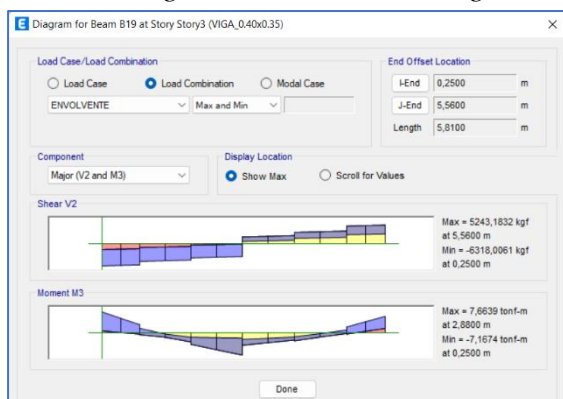 E Diagram for Beam B19 at Story Story3 (VIGA_0.40x0.35) ×
Load Case/Load Combination
Load Case Load Combination Modal Case
ENVOLVENTE Max and Min
End Offset Location
I-End 0,2500 m
J-End 5,5600 m
Length 5,8100 m
Component
Major (V2 and M3)
Display Location
Show Max Scroll for Values
Shear V2
Max = 5243,1832 kgf
at 5,5600 m
Min = -6318,0061 kgf
at 0,2500 m
Moment M3
Max = 7,6639 tonf-m
at 2,8800 m
Min = -7,1674 tonf-m
at 0,2500 m
Done